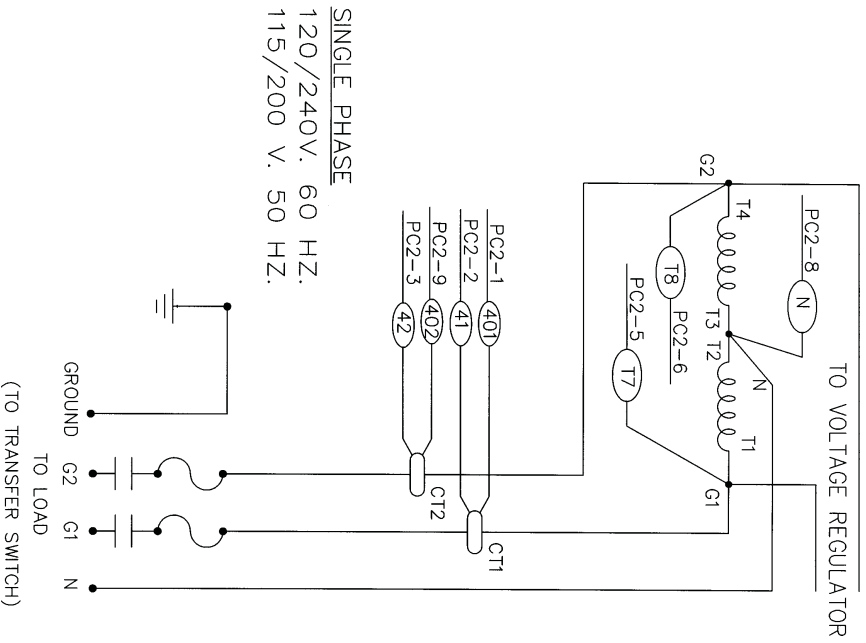 SINGLE PHASE
120/240V. 60 HZ.
115/200 V. 50 HZ.
TO VOLTAGE REGULATOR
PC2-8
N
G2
T4
T3
T2
N
T1
G1
T8
PC2-6
PC2-5
T7
PC2-1
401
PC2-2
41
PC2-9
402
PC2-3
42
CT1
CT2
GROUND
G2
G1
N
TO LOAD
(TO TRANSFER SWITCH)